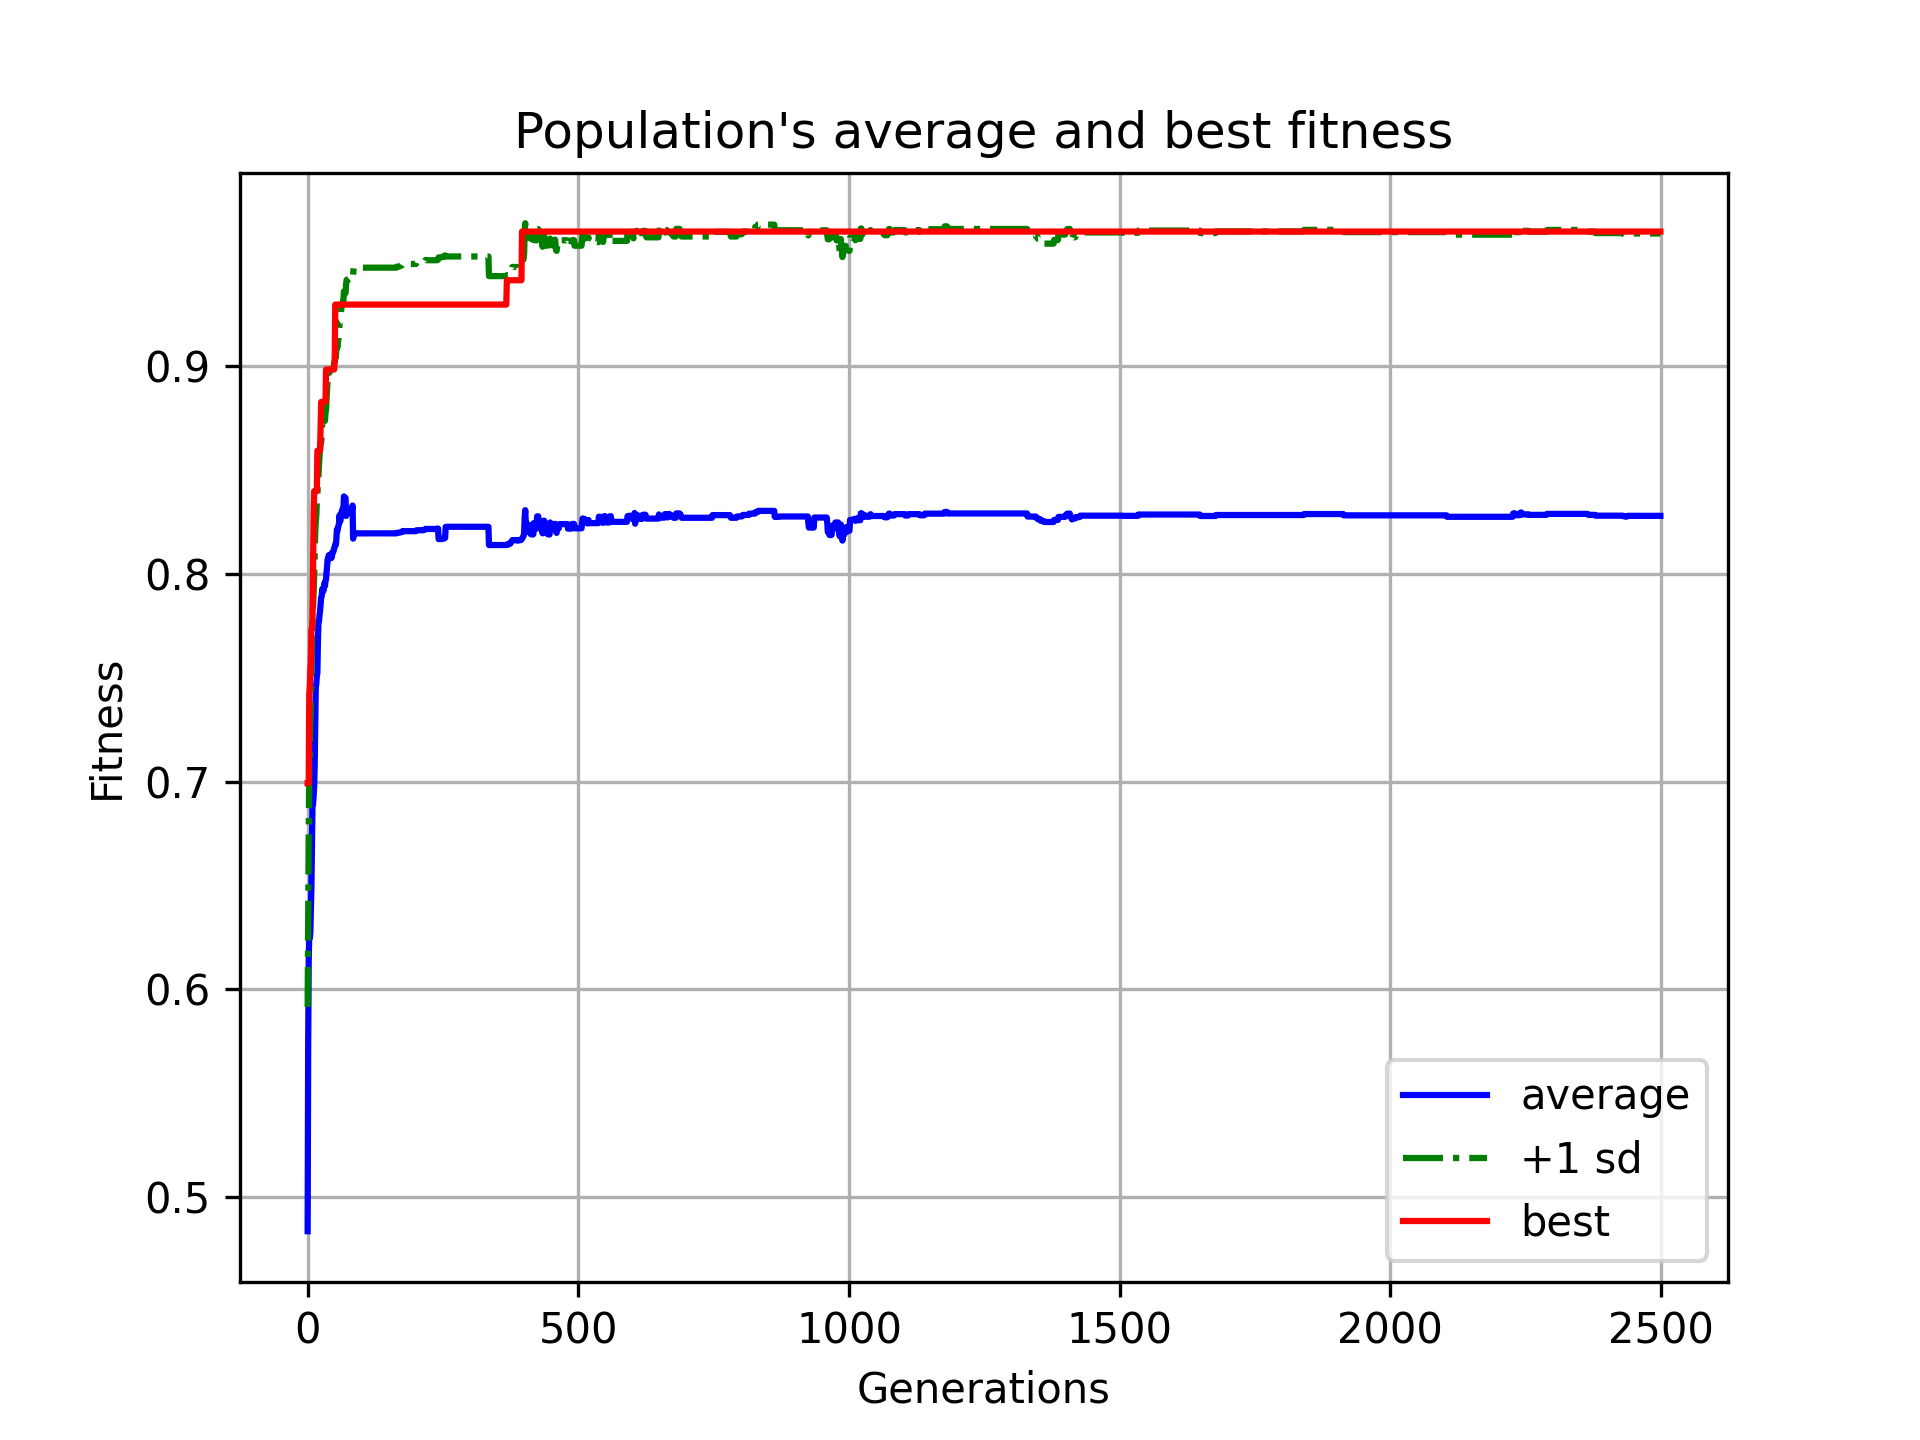 Population's average and best fitness
Fitness
0.9
0.8
0.7
0.6
0.5
0
500
1000
1500
2000
2500
Generations
average
+1 sd
best